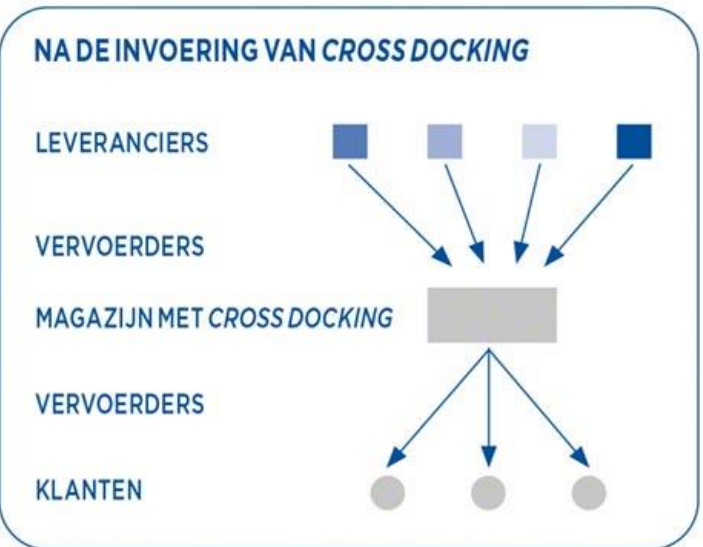 NA DE INVOERING VAN CROSS DOCKING
LEVERANCIERS
VERVOERDERS
MAGAZIJN MET CROSS DOCKING
VERVOERDERS
KLANTEN